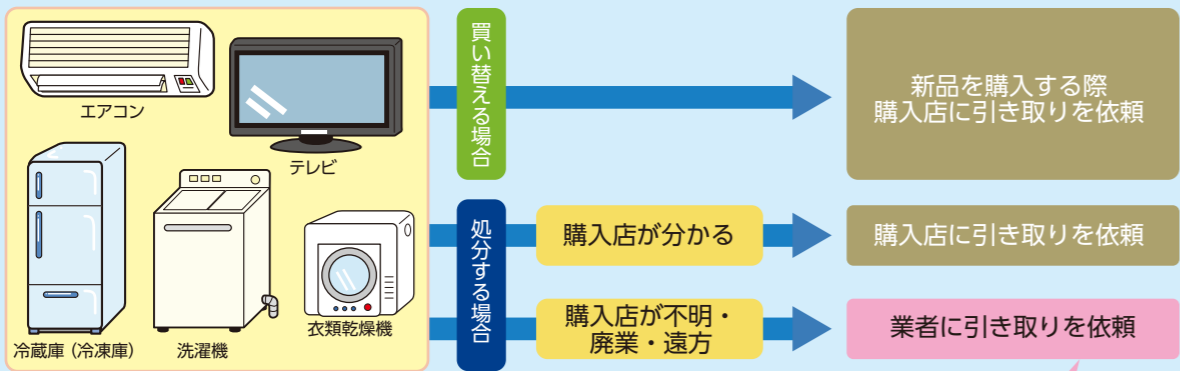 エアコン
テレビ
冷蔵庫（冷凍庫）
洗濯機
衣類乾燥機
買い替える場合
新品を購入する際
購入店に引き取りを依頼
処分する場合
購入店が分かる
購入店に引き取りを依頼
購入店が不明・
廃業・遠方
業者に引き取りを依頼